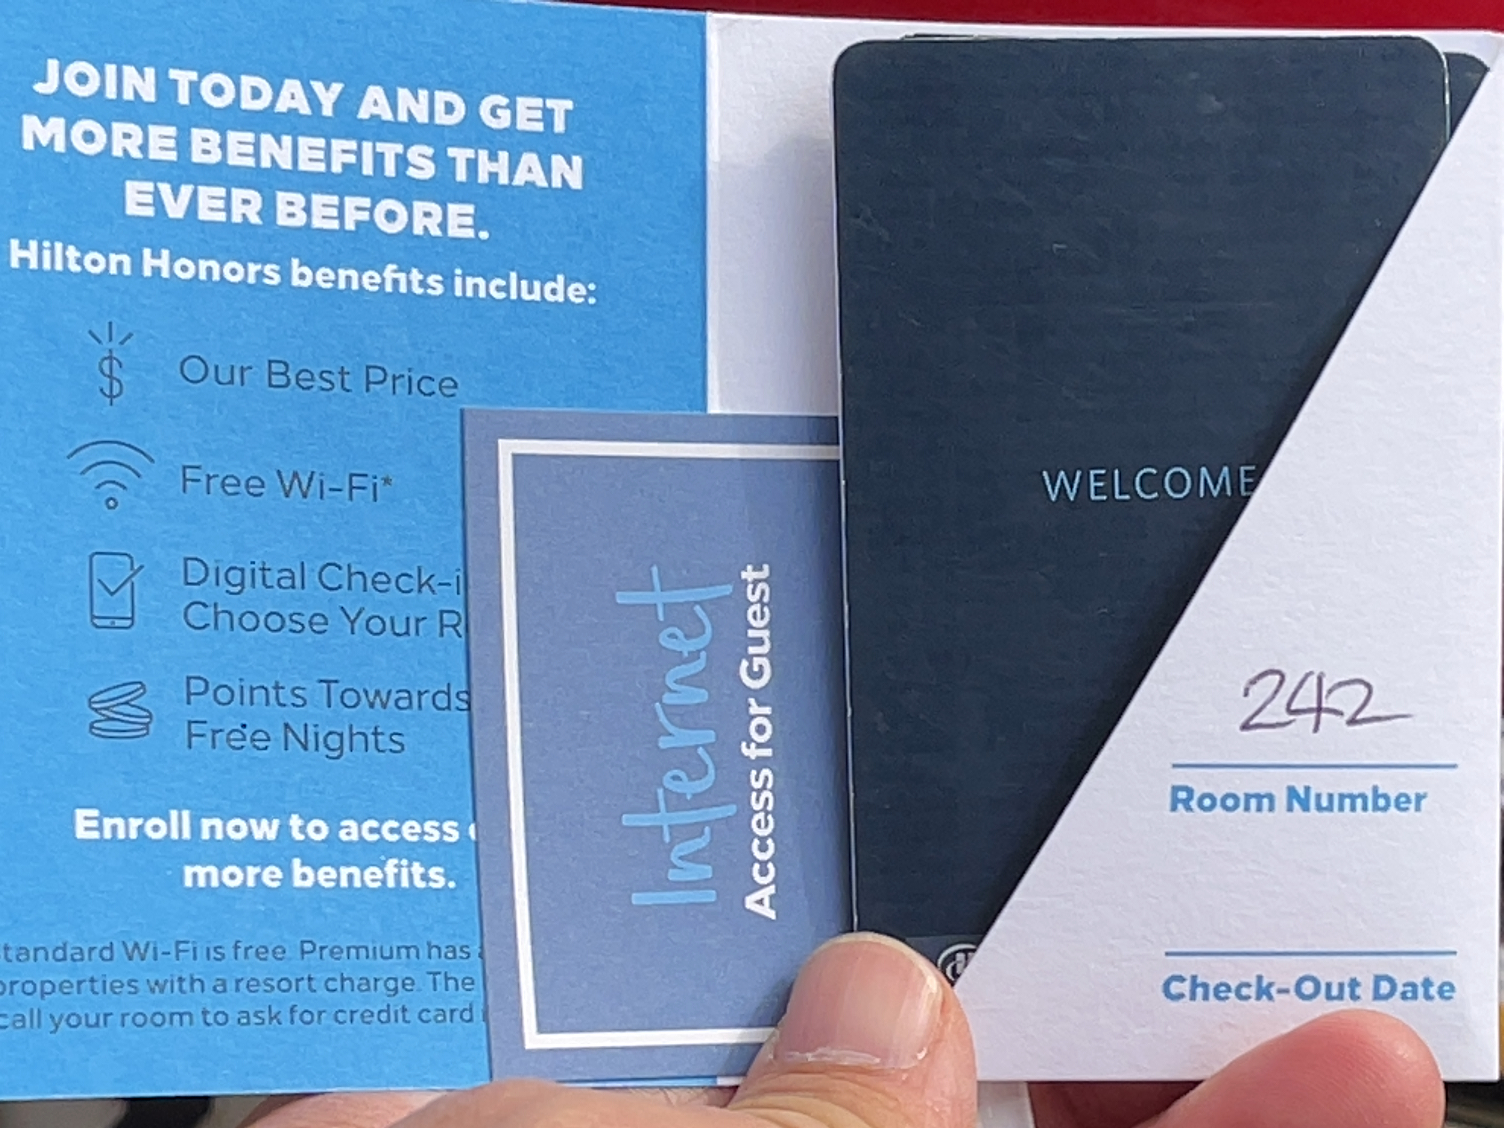 JOIN TODAY AND GET
MORE BENEFITS THAN
EVER BEFORE.
Hilton Honors benefits include:
Our Best Price
Free Wi-Fi*
Digital Check-i
Choose Your R
Points Towards
Free Nights
Enroll now to access
more benefits.
tandard Wi-Fi is free. Premium has
properties with a resort charge. The
call your room to ask for credit card
Internet
Access for Guest
WELCOME
242
Room Number
Check-Out Date